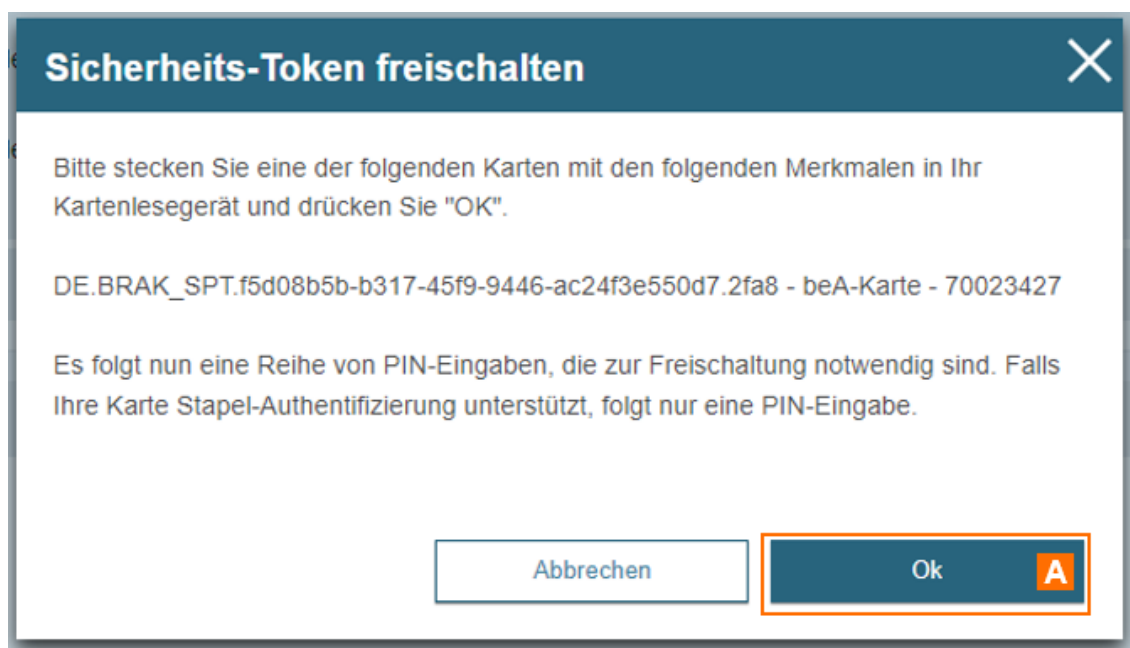 Sicherheits-Token freischalten
Bitte stecken Sie eine der folgenden Karten mit den folgenden Merkmalen in Ihr
Kartenlesegerät und drücken Sie "OK".
DE.BRAK_SPT.f5d08b5b-b317-45f9-9446-ac24f3e550d7.2fa8 - beA-Karte - 70023427
Es folgt nun eine Reihe von PIN-Eingaben, die zur Freischaltung notwendig sind. Falls
Ihre Karte Stapel-Authentifizierung unterstützt, folgt nur eine PIN-Eingabe.
Abbrechen
Ok A